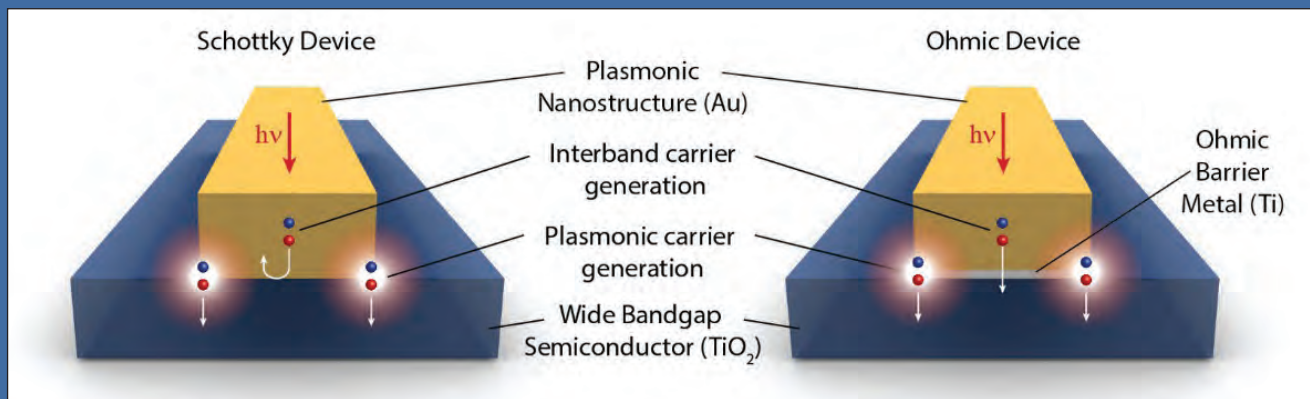 Schottky Device
Ohmic Device
Plasmonic
Nanostructure (Au)
hν
hν
Interband carrier
generation
Ohmic
Barrier
Metal (Ti)
Plasmonic carrier
generation
Wide Bandgap
Semiconductor (TiO₂)